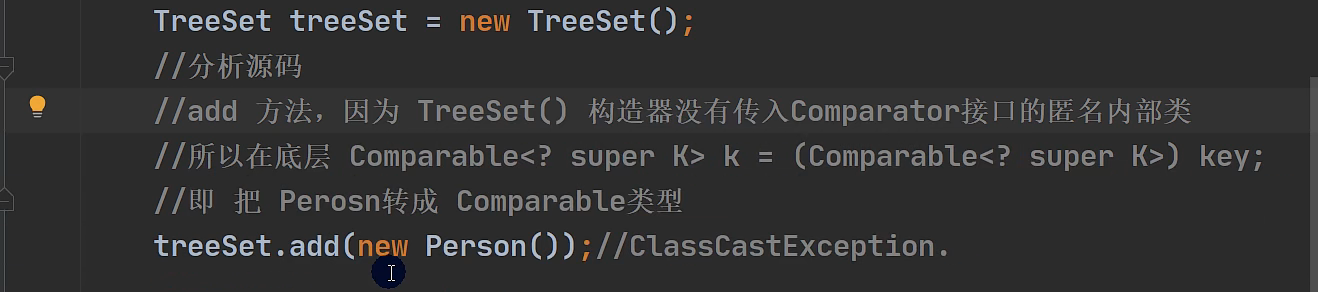 TreeSet treeSet = new TreeSet();
//分析源码
//add 方法，因为 TreeSet() 构造器没有传入Comparator接口的匿名内部类
//所以在底层 Comparable<? super K> k = (Comparable<? super K>) key;
//即 把 Perosn转成 Comparable类型
treeSet.add(new Person());//ClassCastException.